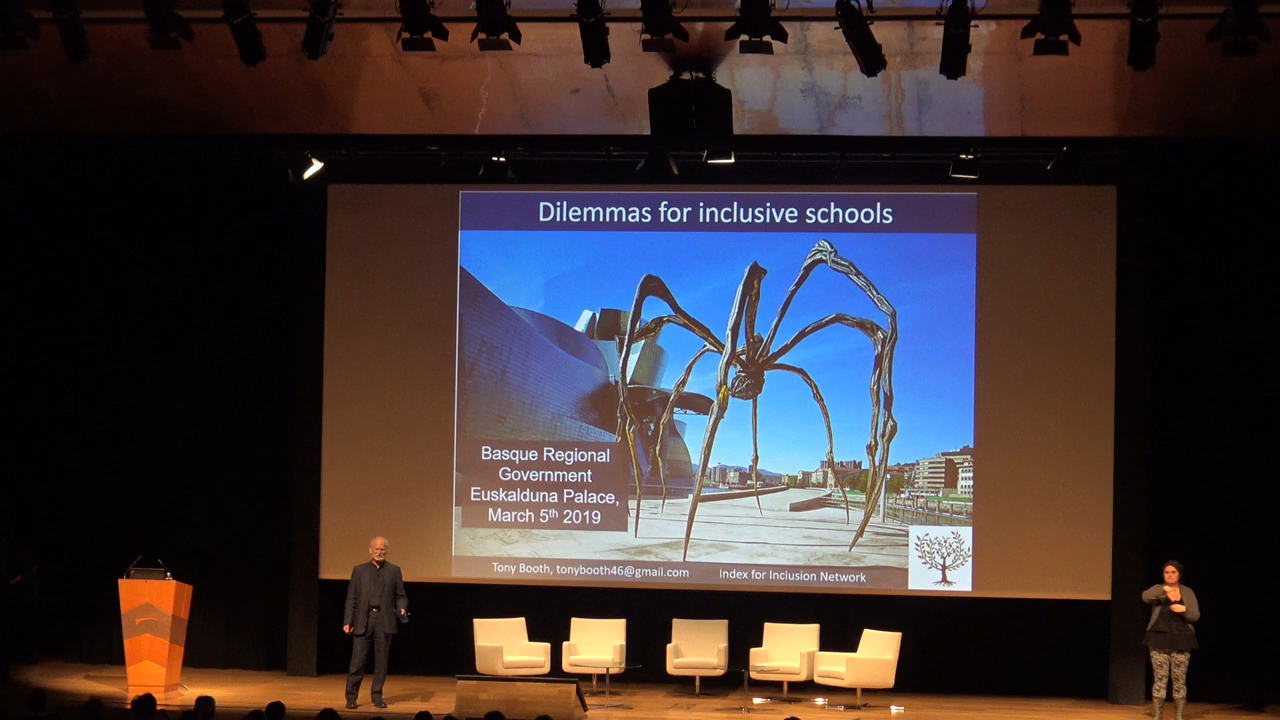 Dilemmas for inclusive schools
Basque Regional
Government
Euskalduna Palace,
March 5th 2019
Tony Booth, tonybooth46@gmail.com
Index for Inclusion Network